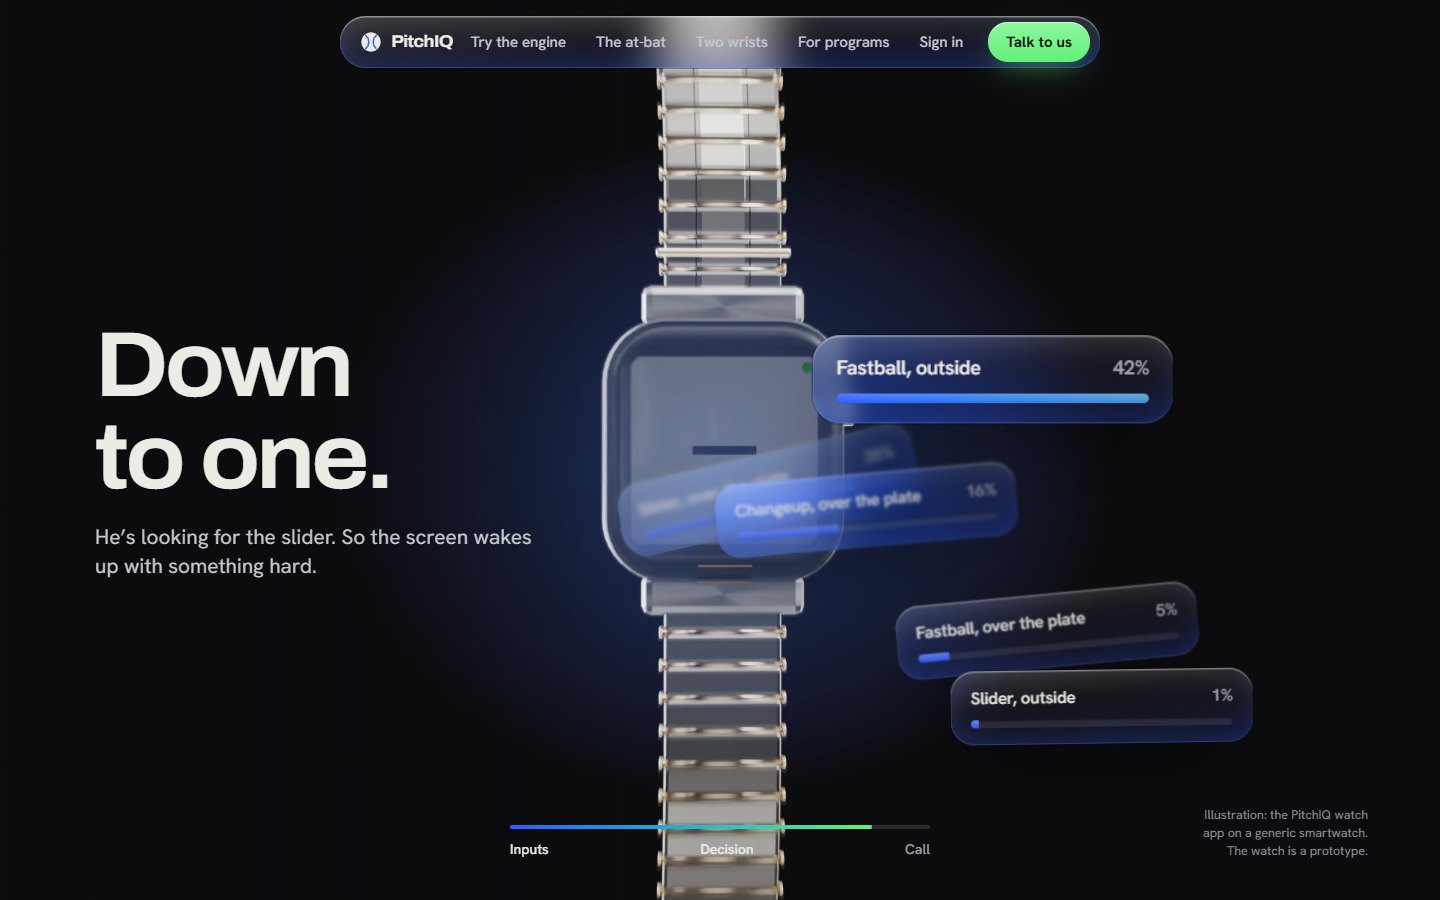 PitchIQ
Try the engine
The at-bat
Two wrists
For programs
Sign in
Talk to us
Down
to one.
He’s looking for the slider. So the screen wakes
up with something hard.
Fastball, outside 42%
Slider, over
Changeup, over the plate 16%
Fastball, over the plate 5%
Slider, outside 1%
Inputs
Decision
Call
Illustration: the PitchIQ watch
app on a generic smartwatch.
The watch is a prototype.